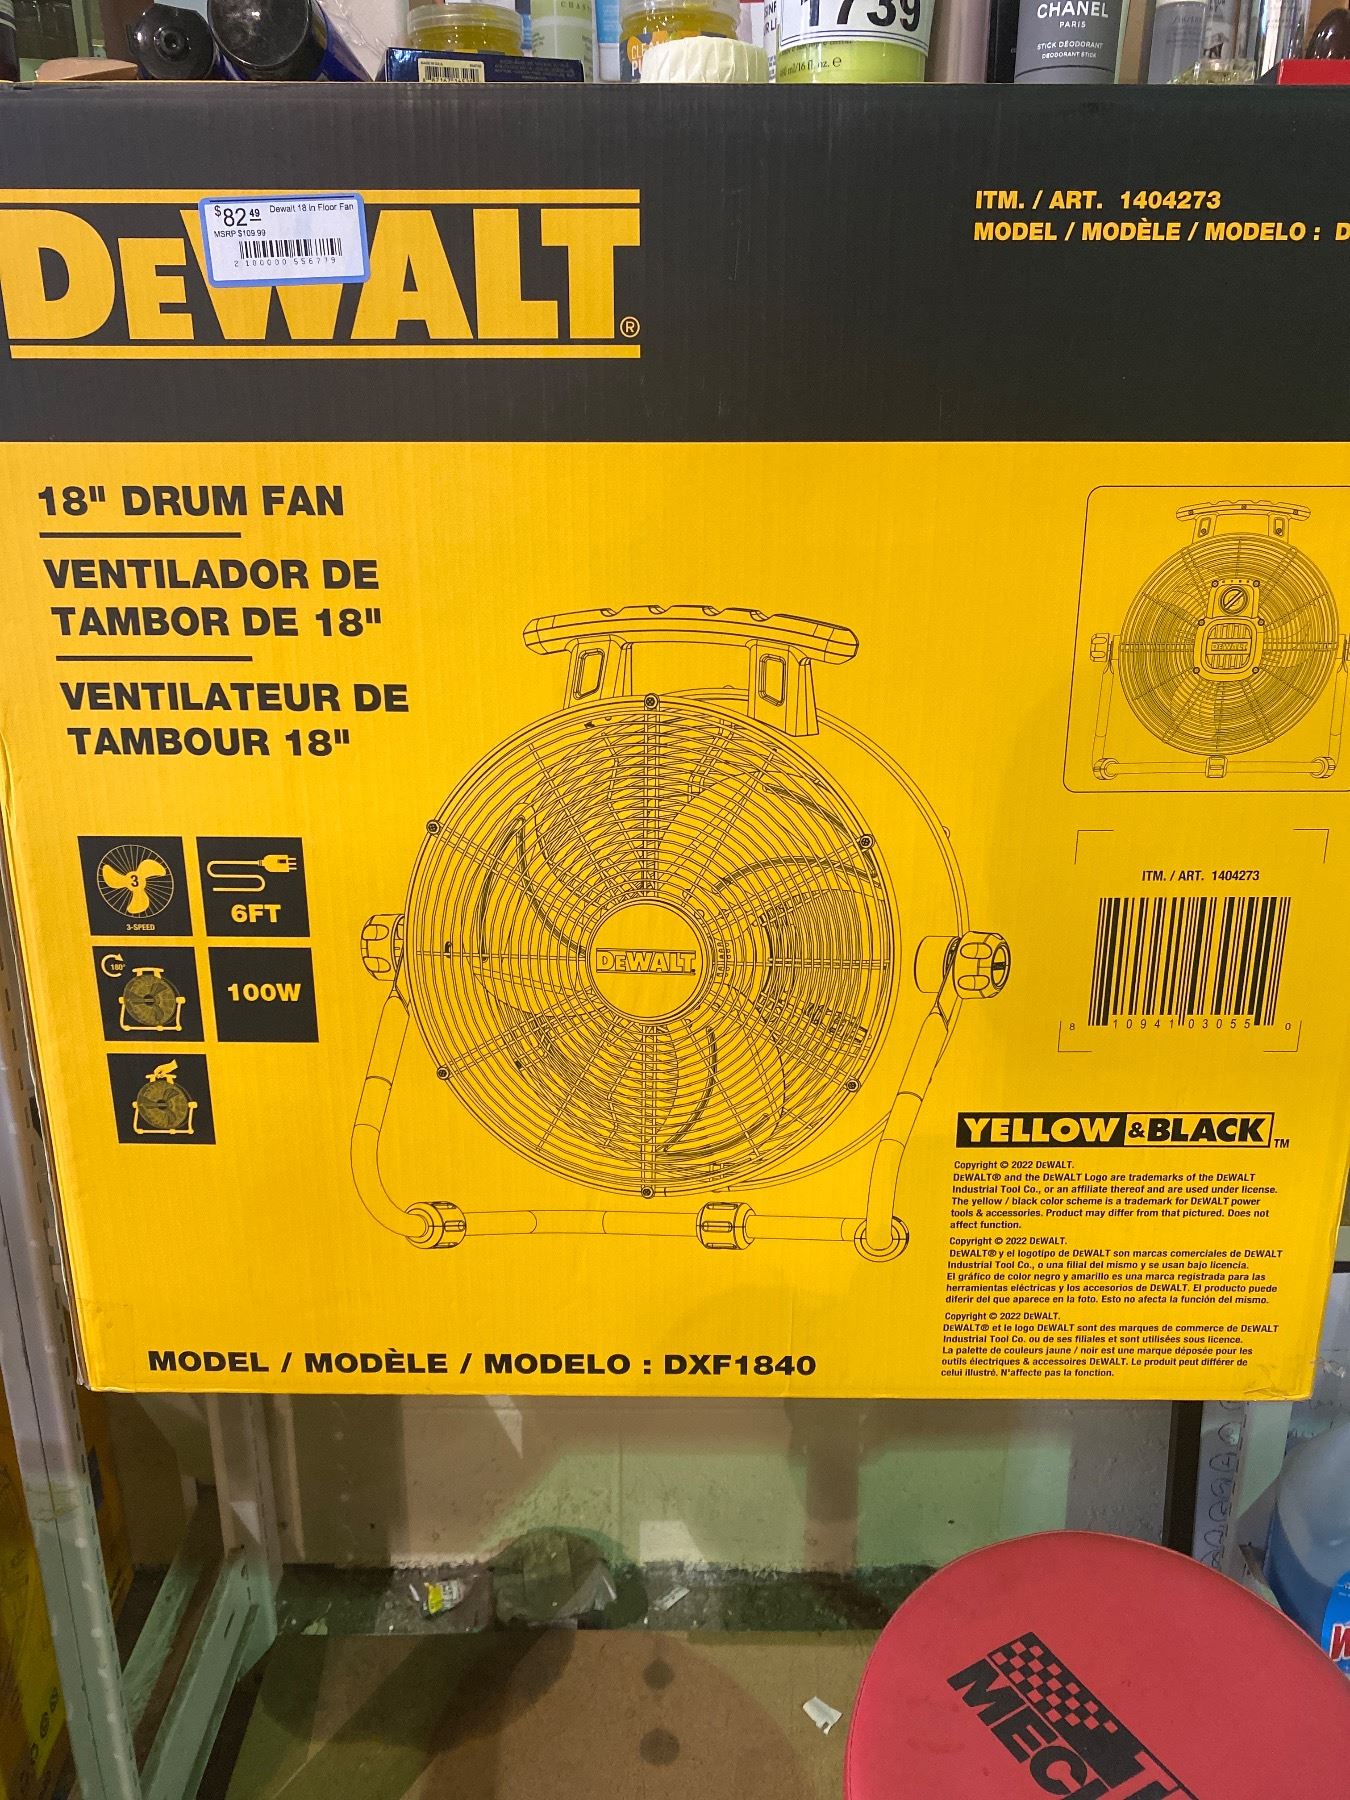 1739
CHANEL
PARIS
STICK DÉODORANT
DEODORANT STICK
DEWALT®
$82.49 Dewalt 18 in Floor Fan
MSRP $109.99
2 100000 556779
ITM. / ART. 1404273
MODEL / MODÈLE / MODELO : D
18" DRUM FAN
VENTILADOR DE
TAMBOR DE 18"
VENTILATEUR DE
TAMBOUR 18"
3
3-SPEED
6FT
180°
100W
DEWALT
DEWALT
ITM. / ART. 1404273
8 10941 03055 0
YELLOW & BLACK TM
Copyright © 2022 DEWALT.
DEWALT® and the DEWALT Logo are trademarks of the DEWALT
Industrial Tool Co., or an affiliate thereof and are used under license.
The yellow / black color scheme is a trademark for DEWALT power
tools & accessories. Product may differ from that pictured. Does not
affect function.
Copyright © 2022 DEWALT.
DEWALT® y el logotipo de DEWALT son marcas comerciales de DEWALT
Industrial Tool Co., o una filial del mismo y se usan bajo licencia.
El gráfico de color negro y amarillo es una marca registrada para las
herramientas eléctricas y los accesorios de DEWALT. El producto puede
diferir del que aparece en la foto. Esto no afecta la función del mismo.
Copyright © 2022 DEWALT.
DEWALT® et le logo DEWALT sont des marques de commerce de DEWALT
Industrial Tool Co. ou de ses filiales et sont utilisées sous licence.
La palette de couleurs jaune / noir est une marque déposée pour les
outils électriques & accessoires DEWALT. Le produit peut différer de
celui illustré. N'affecte pas la fonction.
MODEL / MODÈLE / MODELO : DXF1840